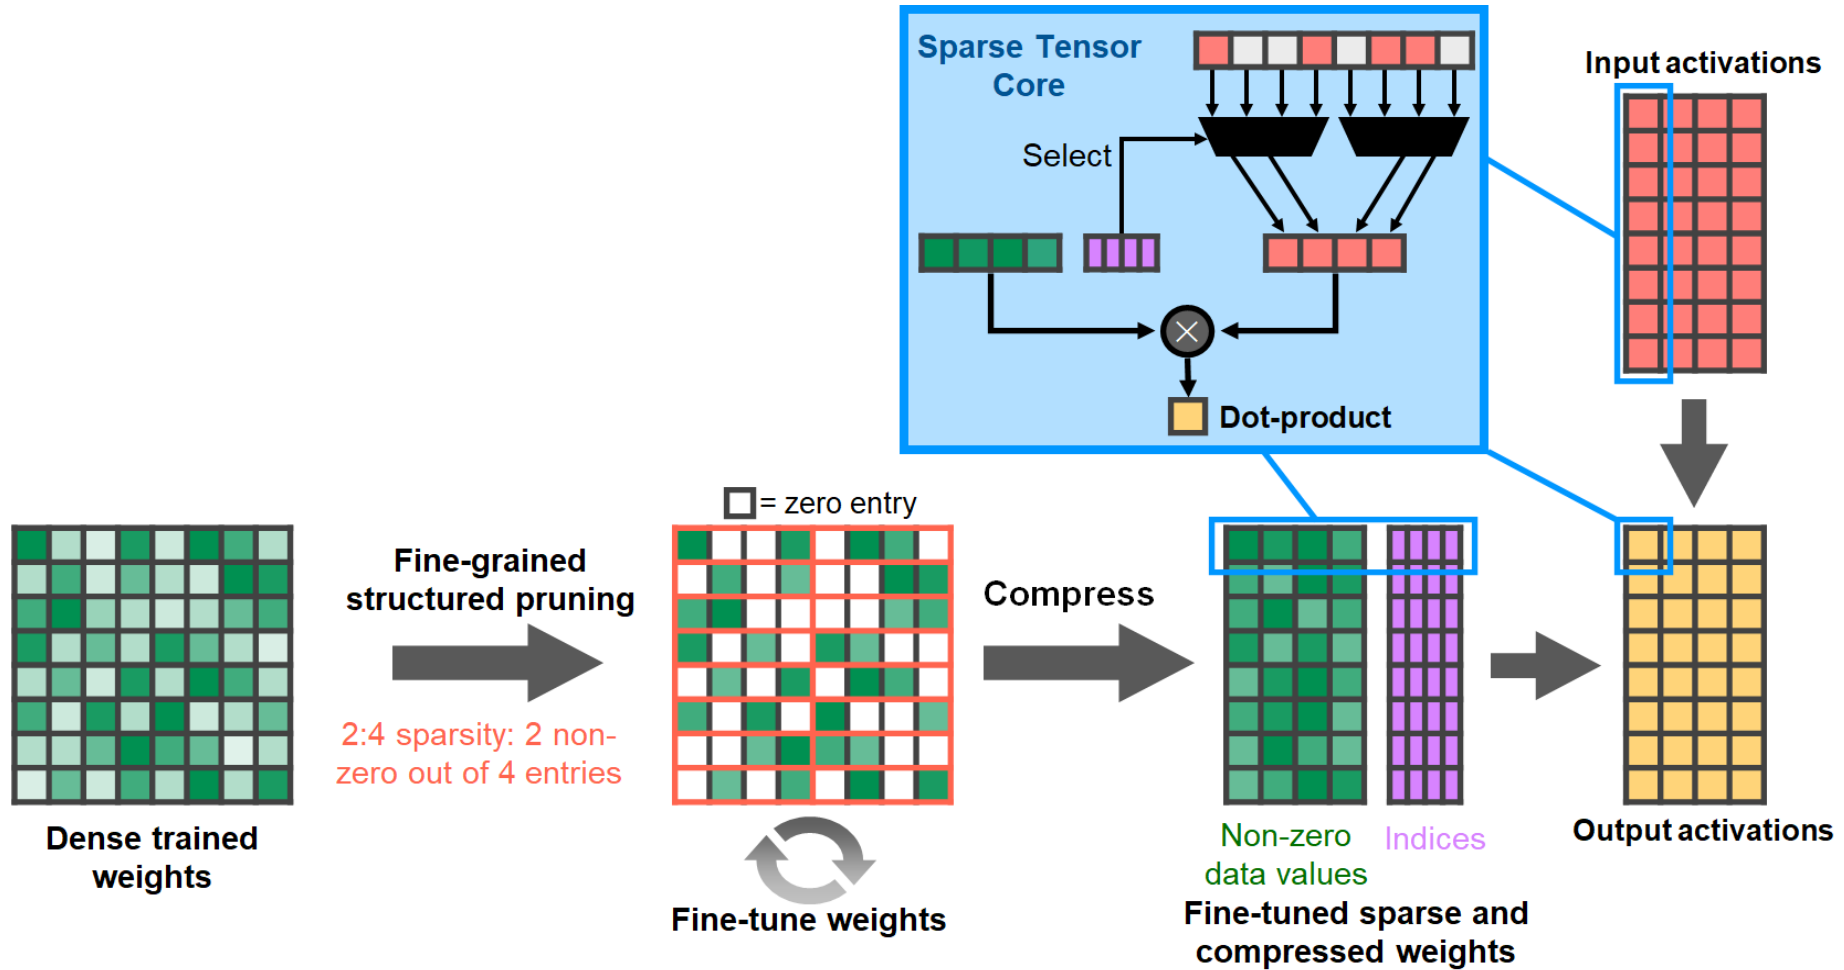 Sparse Tensor
Core
Select
Dot-product
Input activations
= zero entry
Fine-grained
structured pruning
2:4 sparsity: 2 non-
zero out of 4 entries
Compress
Dense trained
weights
Fine-tune weights
Non-zero
data values
Indices
Fine-tuned sparse and
compressed weights
Output activations